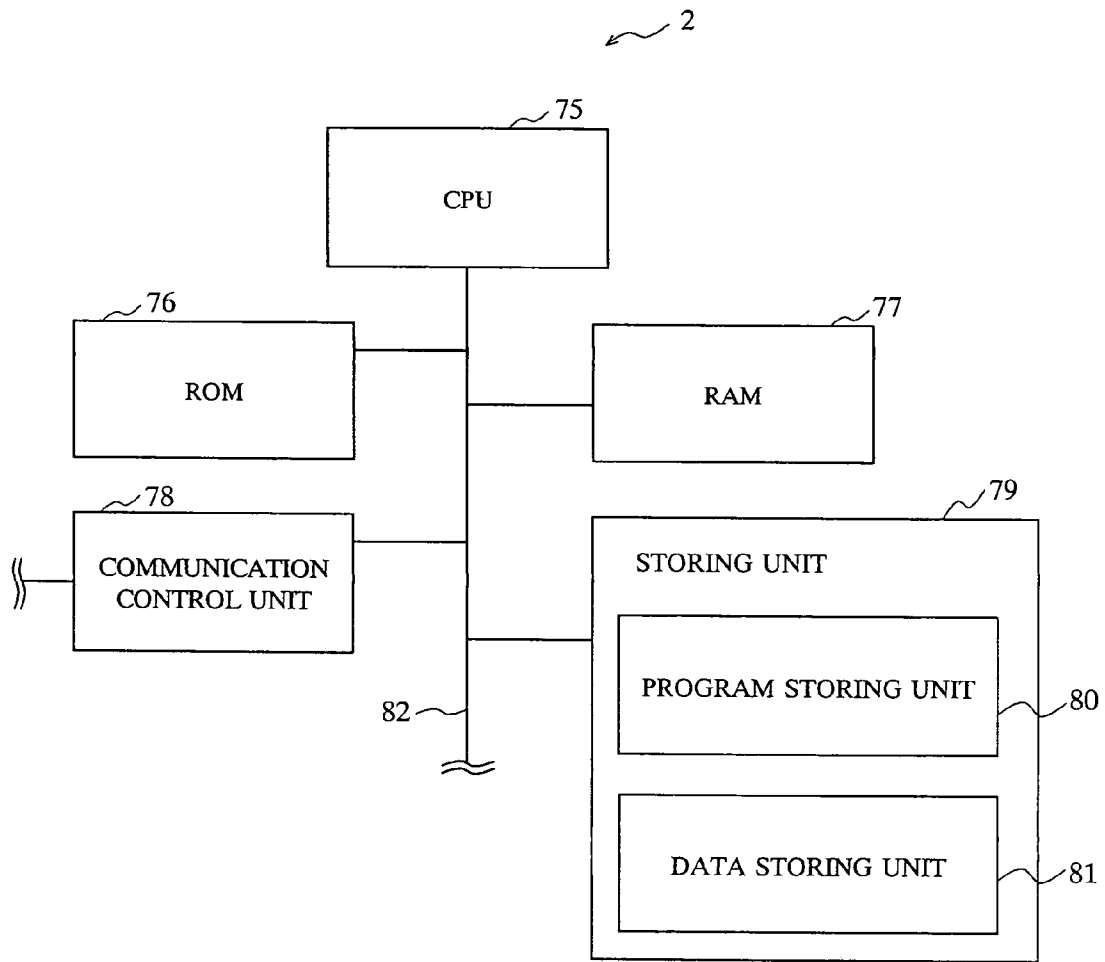 2
75
CPU
76
ROM
77
RAM
78
COMMUNICATION
CONTROL UNIT
79
STORING UNIT
PROGRAM STORING UNIT
80
82
DATA STORING UNIT
81